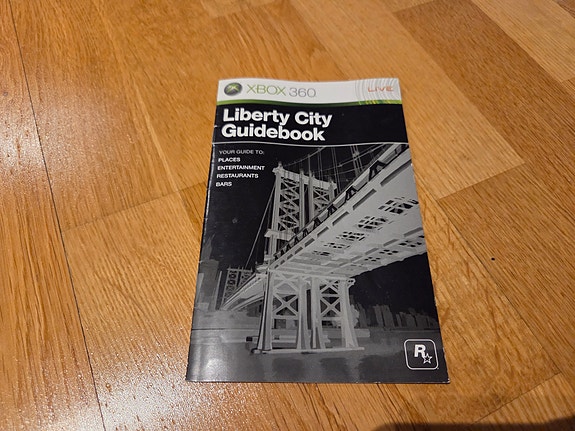 XBOX 360
LIVE
Liberty City
Guidebook
YOUR GUIDE TO:
PLACES
ENTERTAINMENT
RESTAURANTS
BARS
R